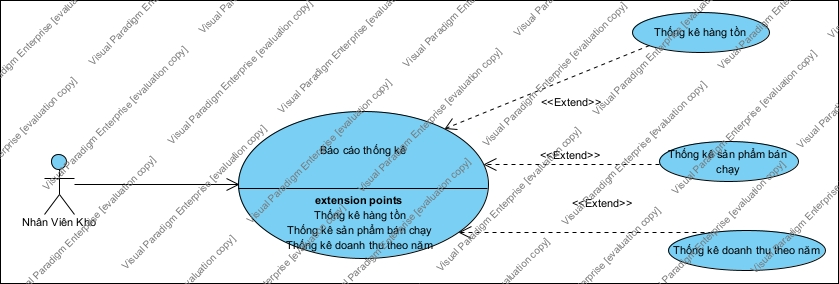 Thống kê hàng tồn
<<Extend>>
Báo cáo thống kê
<<Extend>>
Thống kê sản phẩm bán
chạy
extension points
Thống kê hàng tồn
Thống kê sản phẩm bán chạy
Thống kê doanh thu theo năm
<<Extend>>
Nhân Viên Kho
Thống kê doanh thu theo năm
Visual Paradigm Enterprise [evaluation copy]